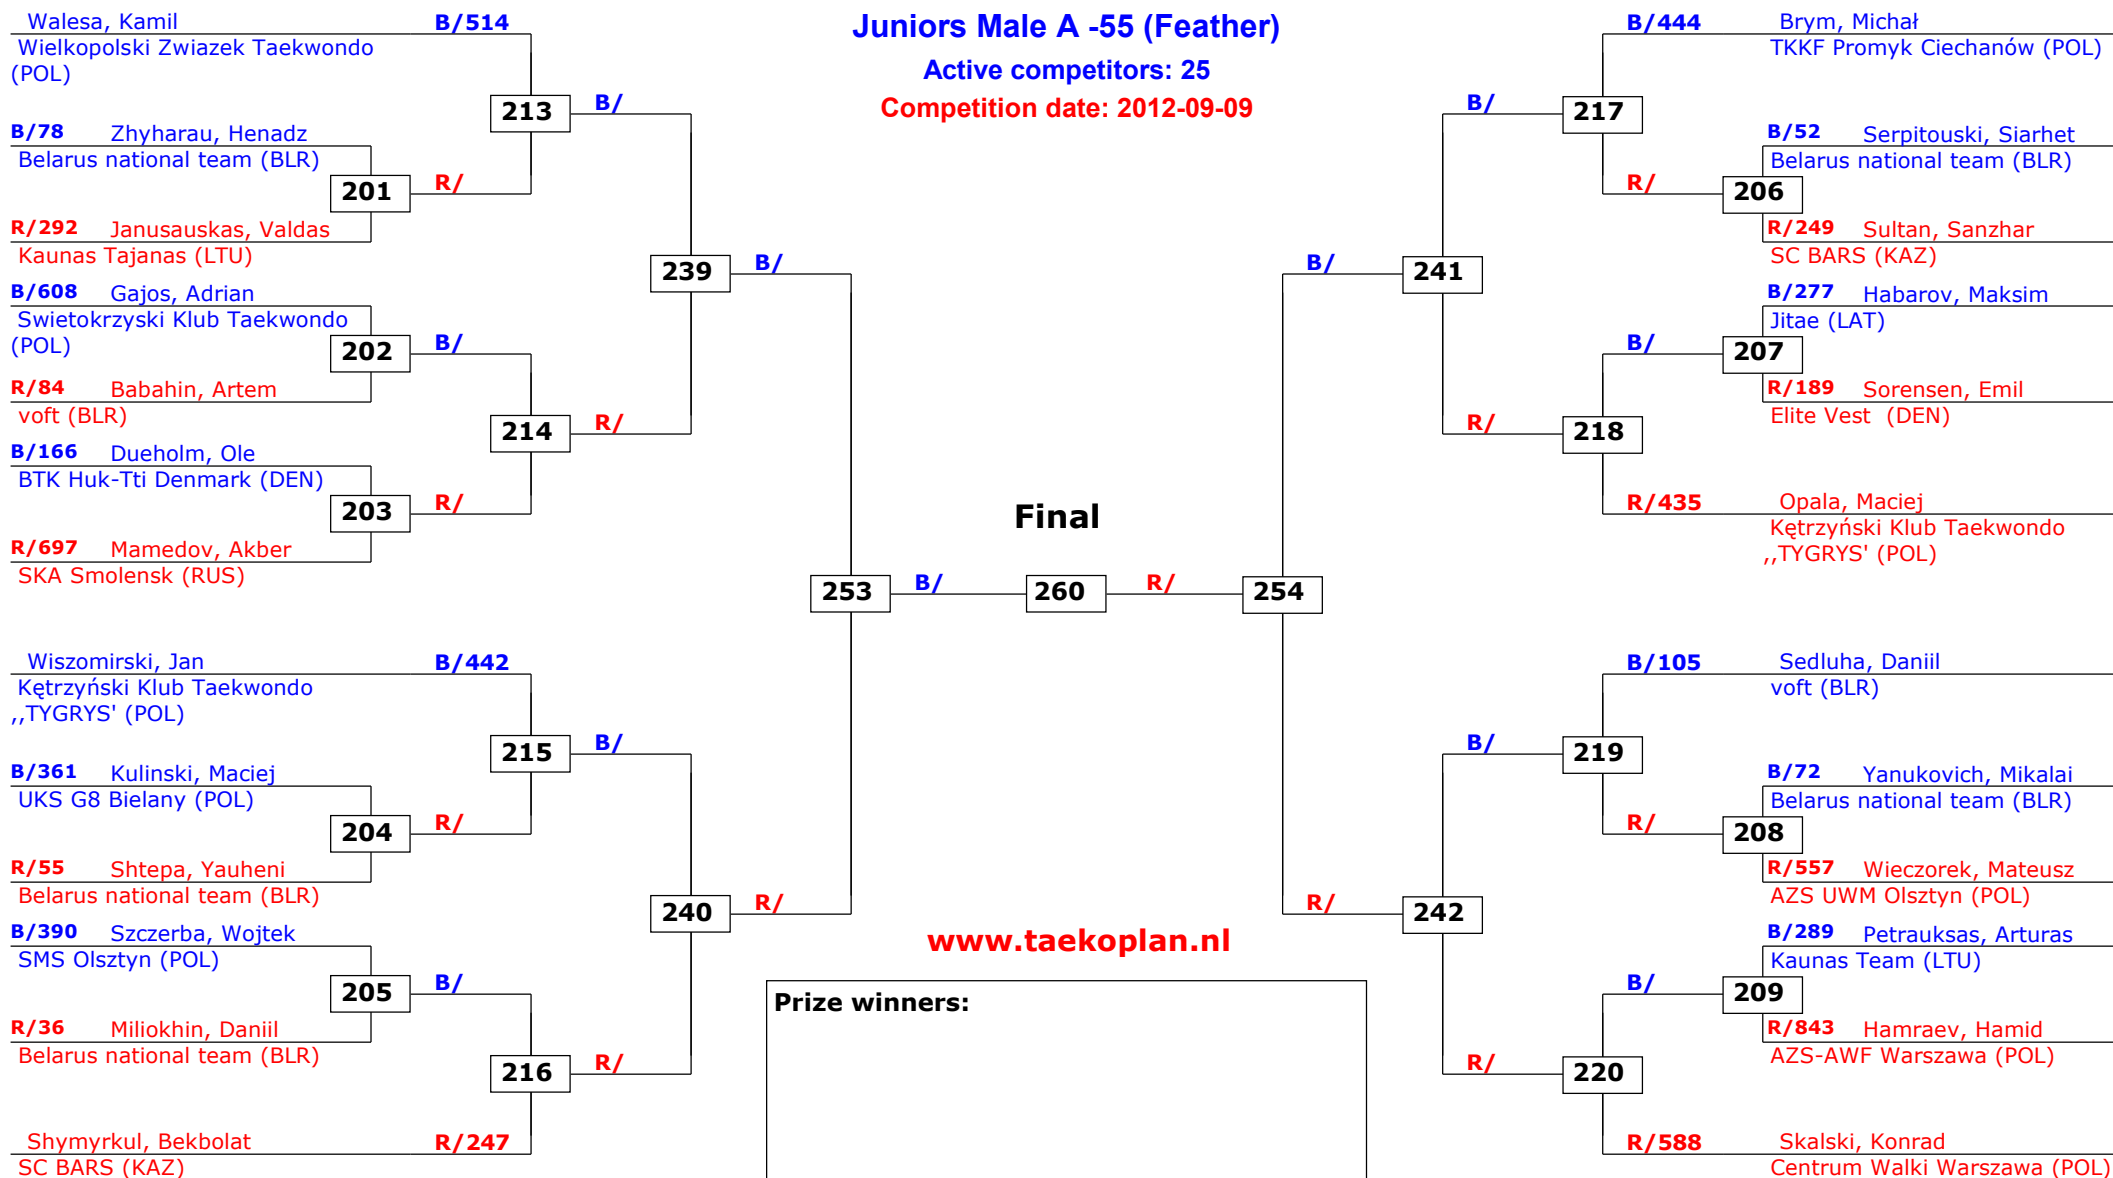 Juniors Male A -55 (Feather)
Active competitors: 25
Competition date: 2012-09-09
Walesa, Kamil B/514
Wielkopolski Zwiazek Taekwondo
(POL)
213 B/
B/78 Zhyharau, Henadz
Belarus national team (BLR)
201 R/
R/292 Janusauskas, Valdas
Kaunas Tajanas (LTU)
239 B/
B/608 Gajos, Adrian
Swietokrzyski Klub Taekwondo
(POL)
202 B/
R/84 Babahin, Artem
voft (BLR)
214 R/
B/166 Dueholm, Ole
BTK Huk-Tti Denmark (DEN)
203 R/
R/697 Mamedov, Akber
SKA Smolensk (RUS)
253 B/
Wiszomirski, Jan B/442
Kętrzyński Klub Taekwondo
,,TYGRYS' (POL)
215 B/
B/361 Kulinski, Maciej
UKS G8 Bielany (POL)
204 R/
R/55 Shtepa, Yauheni
Belarus national team (BLR)
240 R/
B/390 Szczerba, Wojtek
SMS Olsztyn (POL)
205 B/
R/36 Miliokhin, Daniil
Belarus national team (BLR)
216 R/
Shymyrkul, Bekbolat R/247
SC BARS (KAZ)
Final
260
B/444 Brym, Michał
TKKF Promyk Ciechanów (POL)
B/ 217
B/52 Serpitouski, Siarhet
Belarus national team (BLR)
R/ 206
R/249 Sultan, Sanzhar
SC BARS (KAZ)
B/ 241
B/277 Habarov, Maksim
Jitae (LAT)
B/ 207
R/189 Sorensen, Emil
Elite Vest (DEN)
R/ 218
R/435 Opala, Maciej
Kętrzyński Klub Taekwondo
,,TYGRYS' (POL)
R/ 254
B/105 Sedluha, Daniil
voft (BLR)
B/ 219
B/72 Yanukovich, Mikalai
Belarus national team (BLR)
R/ 208
R/557 Wieczorek, Mateusz
AZS UWM Olsztyn (POL)
R/ 242
B/289 Petrauksas, Arturas
Kaunas Team (LTU)
B/ 209
R/843 Hamraev, Hamid
AZS-AWF Warszawa (POL)
R/ 220
R/588 Skalski, Konrad
Centrum Walki Warszawa (POL)
www.taekoplan.nl
Prize winners: